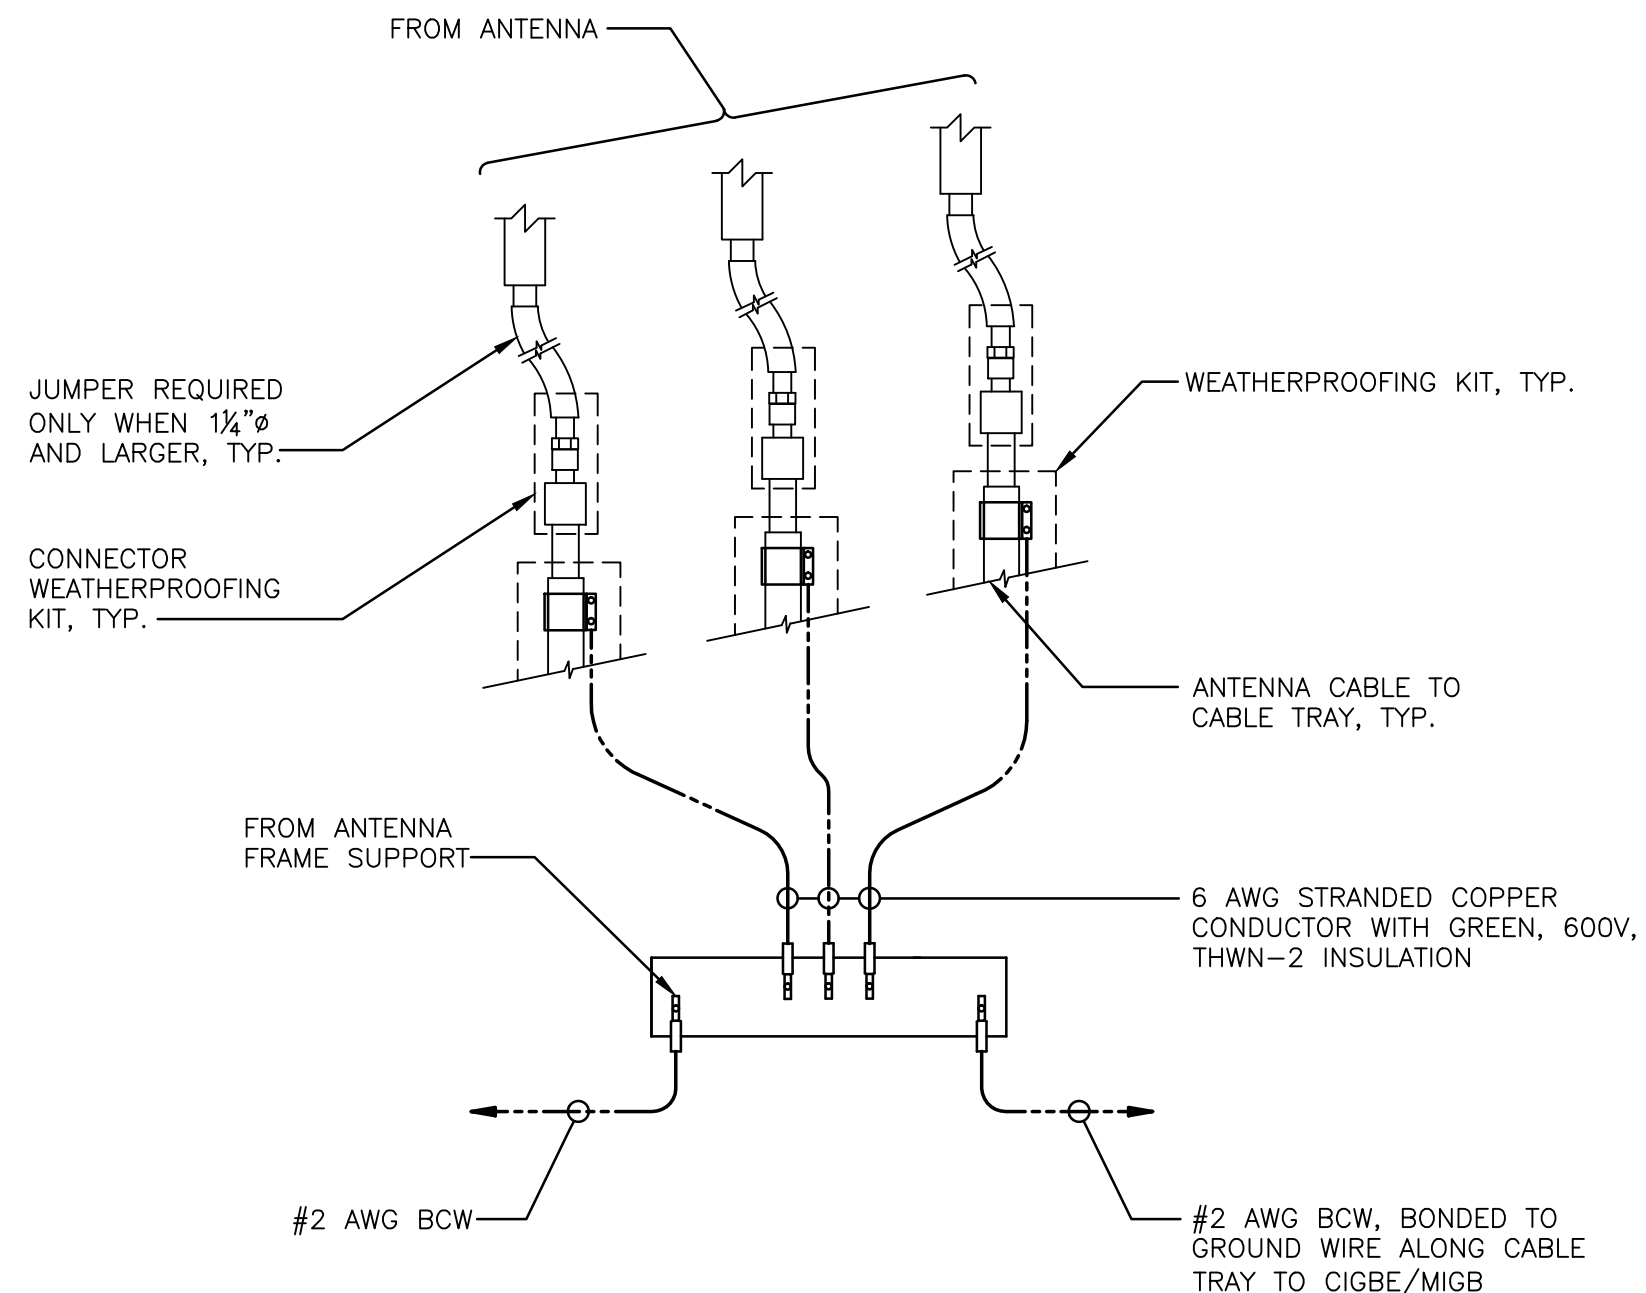 FROM ANTENNA
JUMPER REQUIRED
ONLY WHEN 1¼"ø
AND LARGER, TYP.
WEATHERPROOFING KIT, TYP.
CONNECTOR
WEATHERPROOFING
KIT, TYP.
ANTENNA CABLE TO
CABLE TRAY, TYP.
FROM ANTENNA
FRAME SUPPORT
6 AWG STRANDED COPPER
CONDUCTOR WITH GREEN, 600V,
THWN-2 INSULATION
#2 AWG BCW
#2 AWG BCW, BONDED TO
GROUND WIRE ALONG CABLE
TRAY TO CIGBE/MIGB